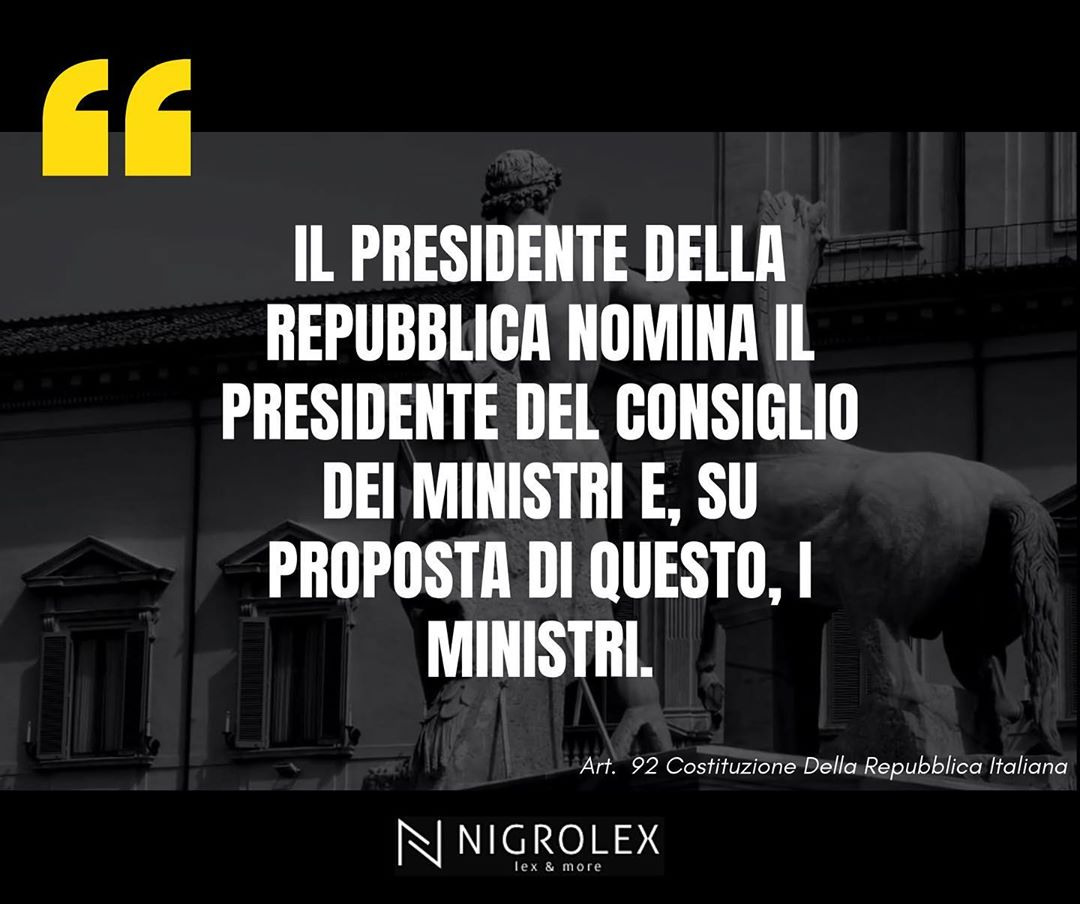 IL PRESIDENTE DELLA
REPUBBLICA NOMINA IL
PRESIDENTE DEL CONSIGLIO
DEI MINISTRI E, SU
PROPOSTA DI QUESTO, I
MINISTRI.
Art. 92 Costituzione Della Repubblica Italiana
NIGROLEX
lex & more